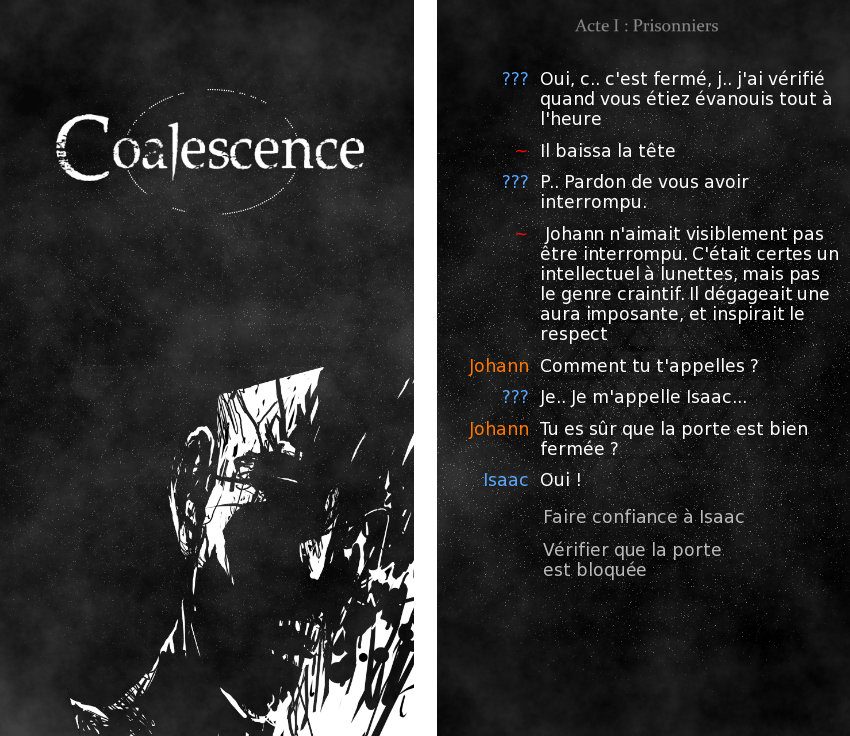 Coalescence
Acte I : Prisonniers
??? Oui, c.. c'est fermé, j.. j'ai vérifié
quand vous étiez évanouis tout à
l'heure
~ Il baissa la tête
??? P.. Pardon de vous avoir
interrompu.
~ Johann n'aimait visiblement pas
être interrompu. C'était certes un
intellectuel à lunettes, mais pas
le genre craintif. Il dégageait une
aura imposante, et inspirait le
respect
Johann Comment tu t'appelles ?
??? Je.. Je m'appelle Isaac...
Johann Tu es sûr que la porte est bien
fermée ?
Isaac Oui !
Faire confiance à Isaac
Vérifier que la porte
est bloquée